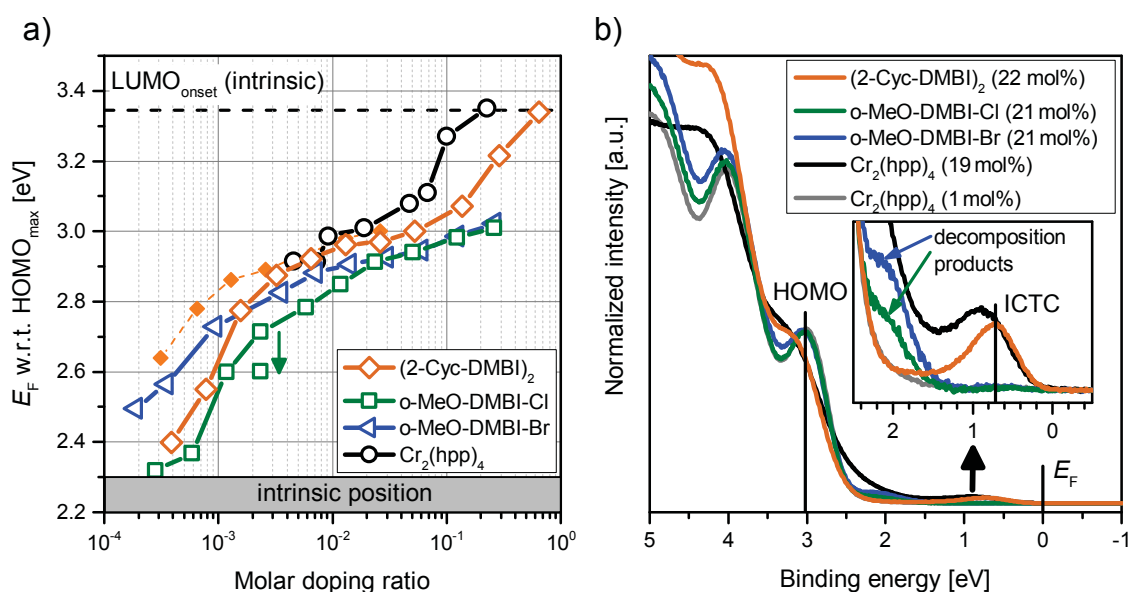 a)
LUMOonset (intrinsic)
3.4
3.2
3.0
2.8
2.6
2.4
2.2
EF w.r.t. HOMOmax [eV]
(2-Cyc-DMBI)2
o-MeO-DMBI-Cl
o-MeO-DMBI-Br
Cr2(hpp)4
intrinsic position
10-4
10-3
10-2
10-1
100
Molar doping ratio
b)
Normalized intensity [a.u.]
(2-Cyc-DMBI)2 (22 mol%)
o-MeO-DMBI-Cl (21 mol%)
o-MeO-DMBI-Br (21 mol%)
Cr2(hpp)4 (19 mol%)
Cr2(hpp)4 (1 mol%)
decomposition
products
ICTC
HOMO
2
1
0
EF
5
4
3
2
1
0
-1
Binding energy [eV]